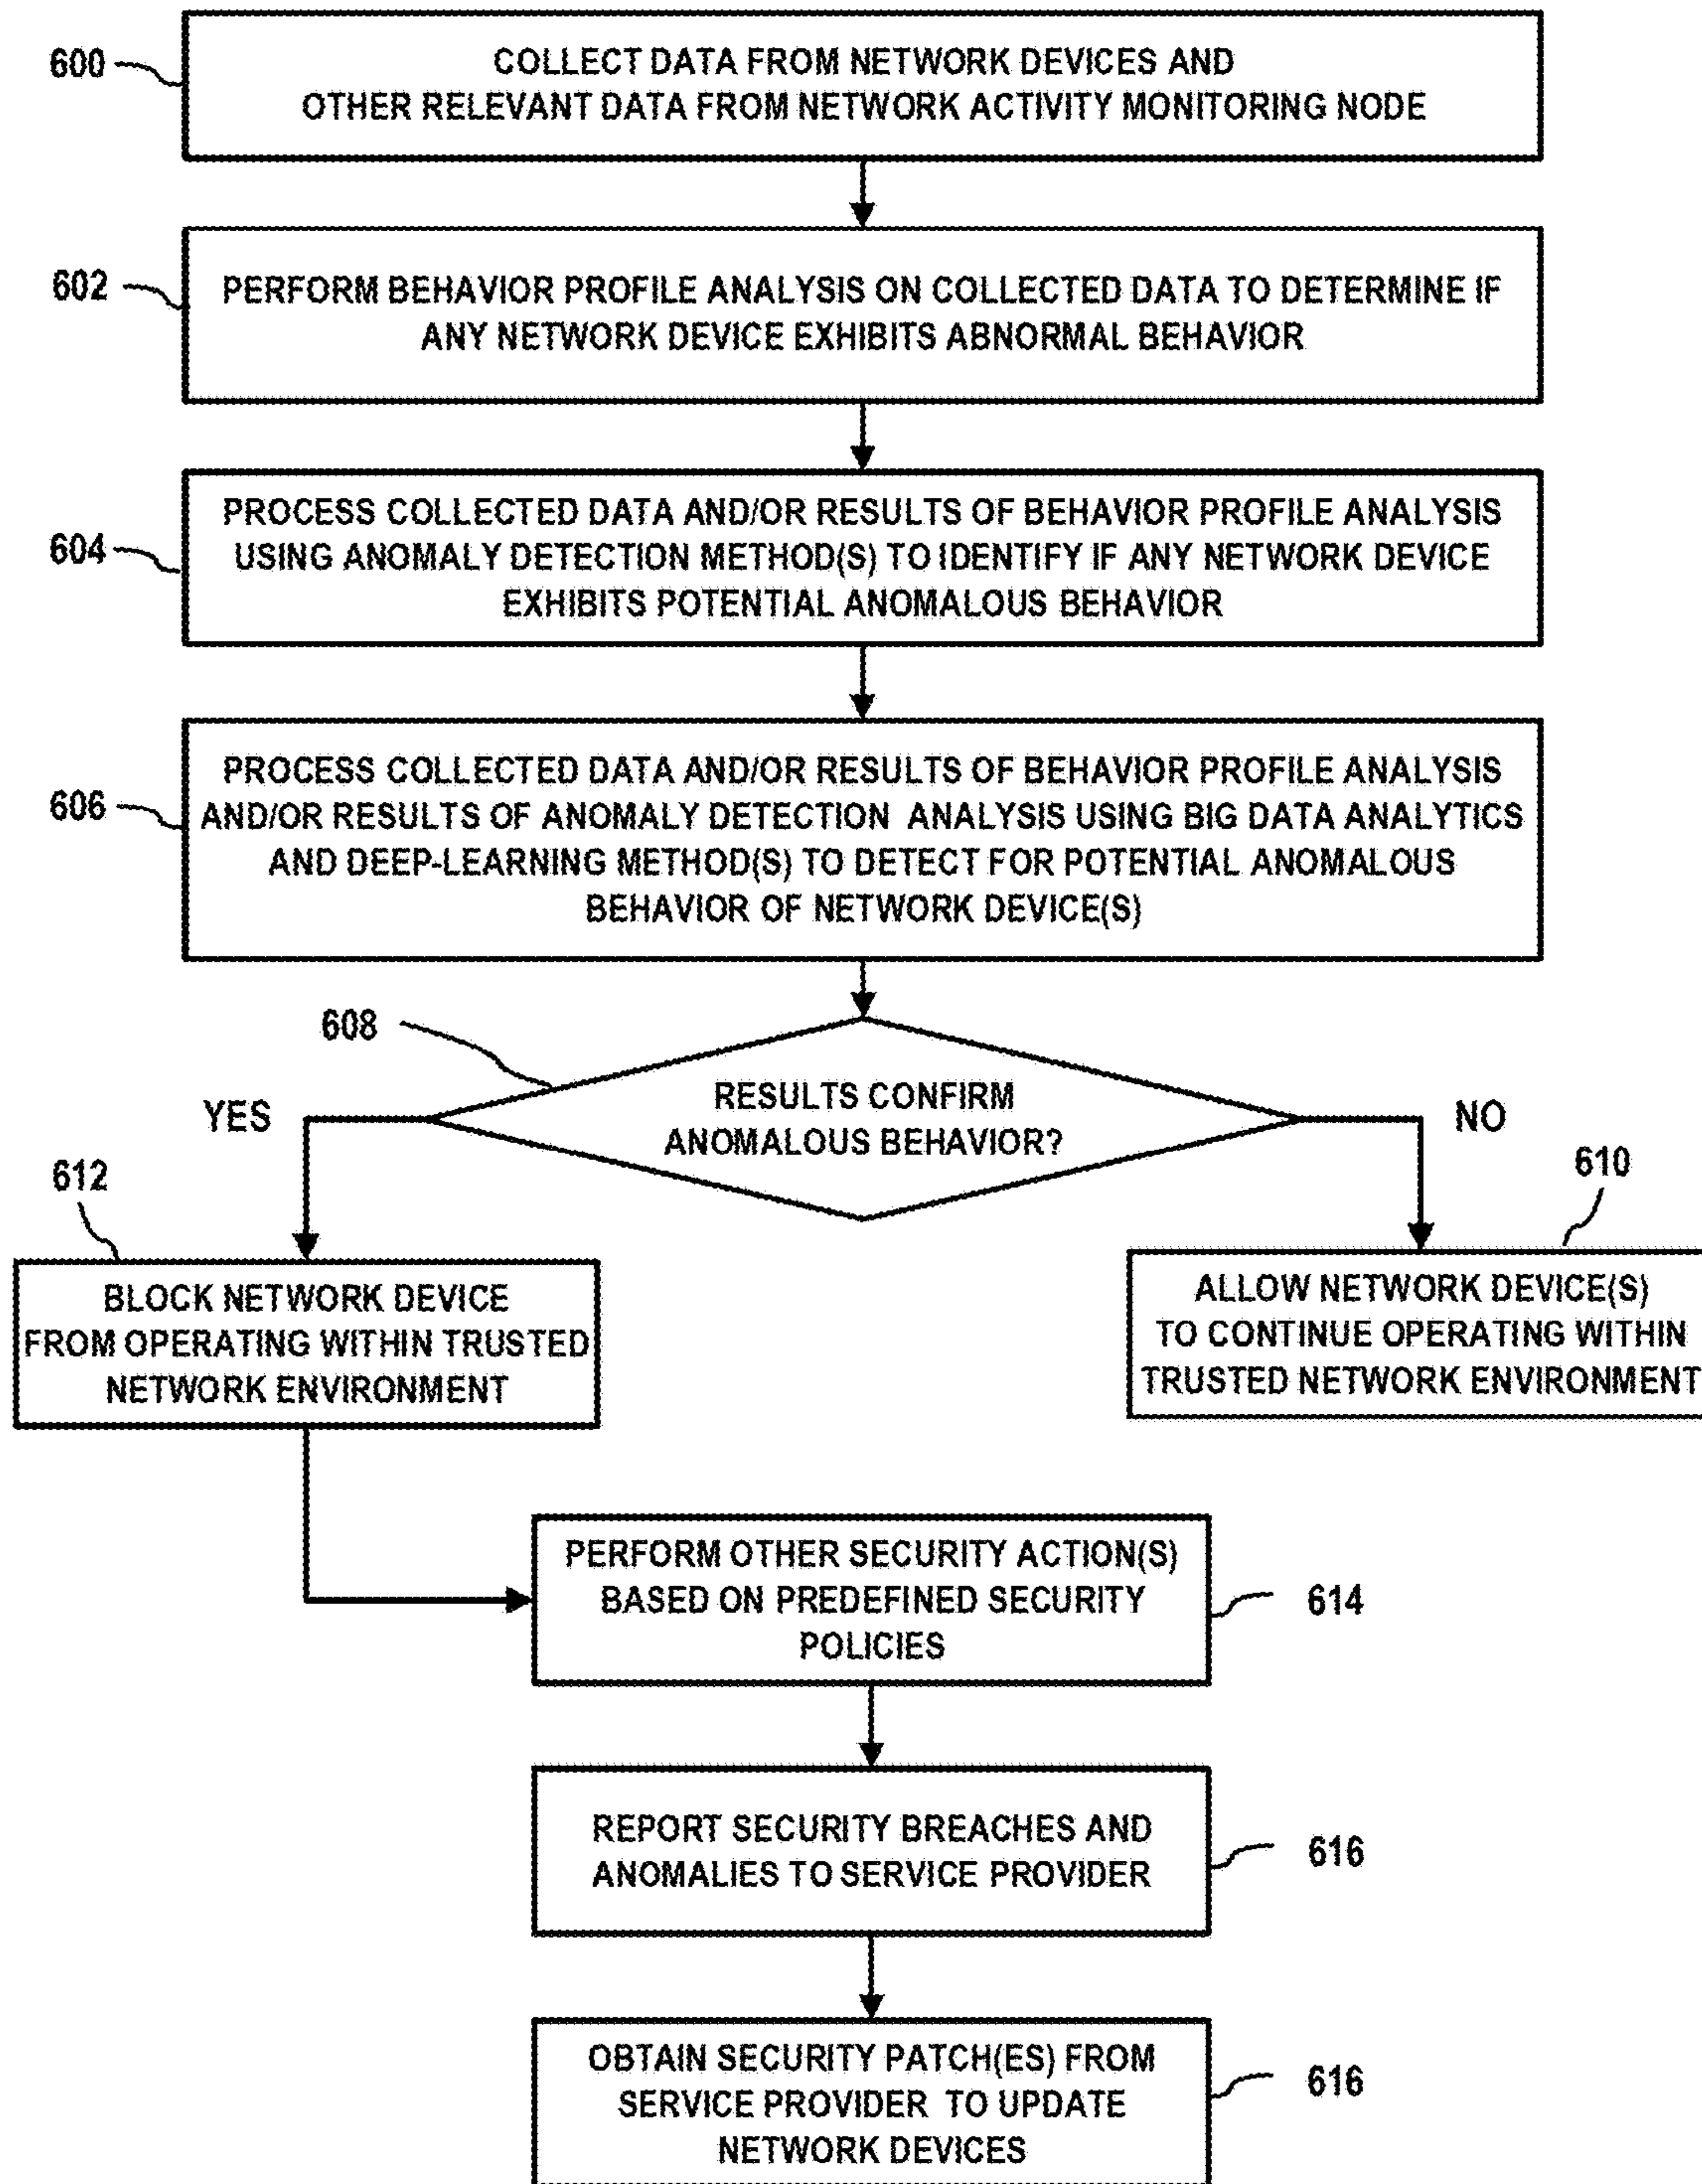 600
COLLECT DATA FROM NETWORK DEVICES AND
OTHER RELEVANT DATA FROM NETWORK ACTIVITY MONITORING NODE
602
PERFORM BEHAVIOR PROFILE ANALYSIS ON COLLECTED DATA TO DETERMINE IF
ANY NETWORK DEVICE EXHIBITS ABNORMAL BEHAVIOR
604
PROCESS COLLECTED DATA AND/OR RESULTS OF BEHAVIOR PROFILE ANALYSIS
USING ANOMALY DETECTION METHOD(S) TO IDENTIFY IF ANY NETWORK DEVICE
EXHIBITS POTENTIAL ANOMALOUS BEHAVIOR
606
PROCESS COLLECTED DATA AND/OR RESULTS OF BEHAVIOR PROFILE ANALYSIS
AND/OR RESULTS OF ANOMALY DETECTION ANALYSIS USING BIG DATA ANALYTICS
AND DEEP-LEARNING METHOD(S) TO DETECT FOR POTENTIAL ANOMALOUS
BEHAVIOR OF NETWORK DEVICE(S)
608
RESULTS CONFIRM
ANOMALOUS BEHAVIOR?
YES
NO
612
BLOCK NETWORK DEVICE
FROM OPERATING WITHIN TRUSTED
NETWORK ENVIRONMENT
610
ALLOW NETWORK DEVICE(S)
TO CONTINUE OPERATING WITHIN
TRUSTED NETWORK ENVIRONMENT
PERFORM OTHER SECURITY ACTION(S)
BASED ON PREDEFINED SECURITY
POLICIES
614
REPORT SECURITY BREACHES AND
ANOMALIES TO SERVICE PROVIDER
616
OBTAIN SECURITY PATCH(ES) FROM
SERVICE PROVIDER TO UPDATE
NETWORK DEVICES
616